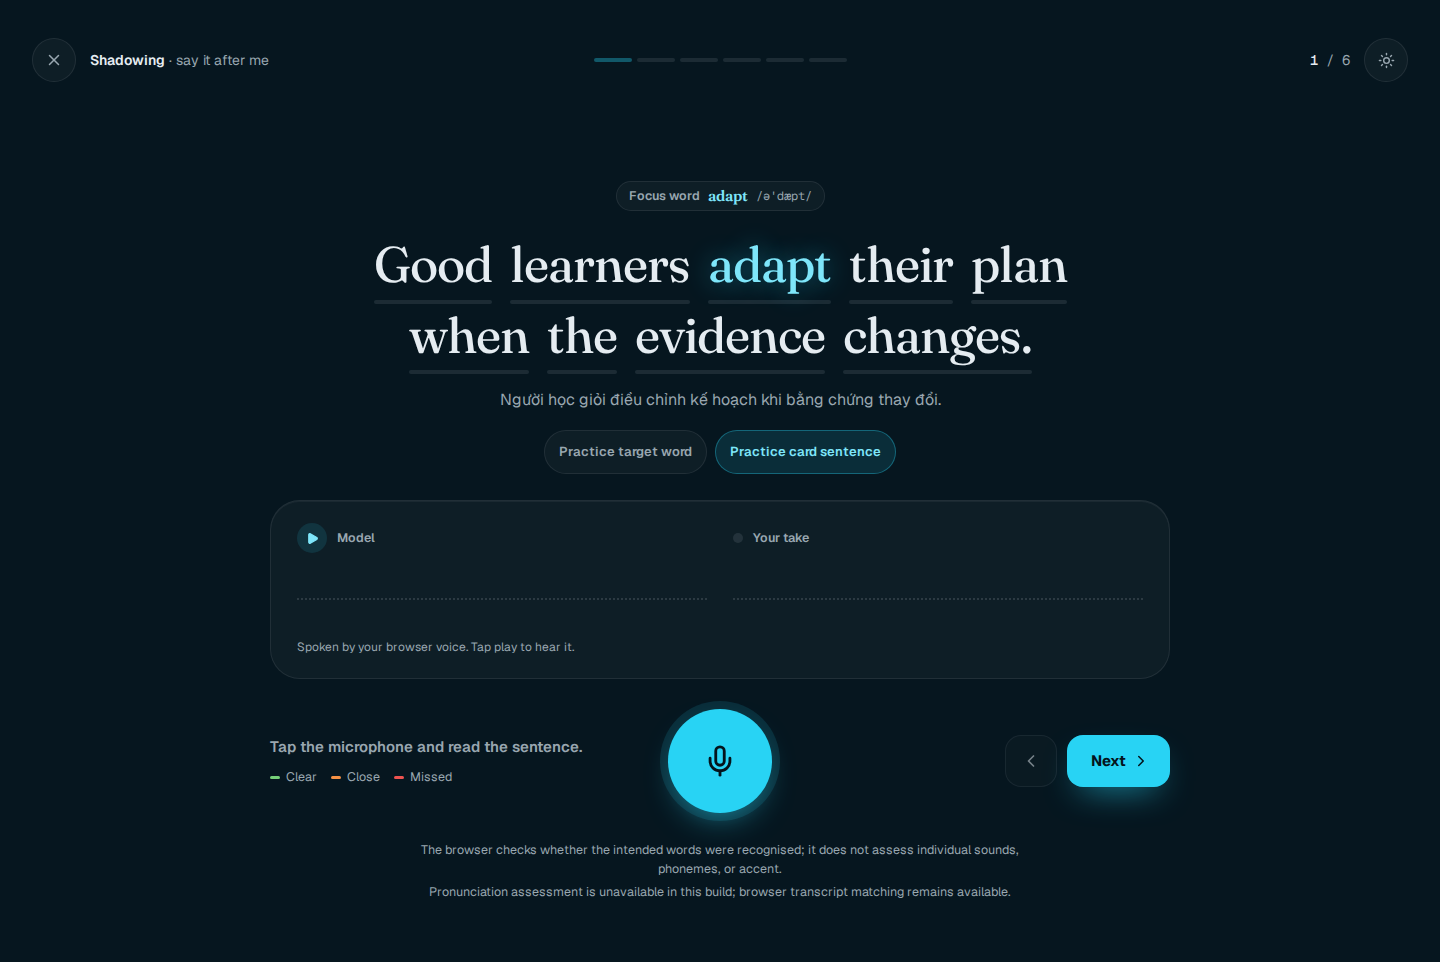 Shadowing · say it after me
1 / 6
Focus word adapt /əˈdæpt/
Good learners adapt their plan
when the evidence changes.
Người học giỏi điều chỉnh kế hoạch khi bằng chứng thay đổi.
Practice target word Practice card sentence
Model
Your take
Spoken by your browser voice. Tap play to hear it.
Tap the microphone and read the sentence.
Clear Close Missed
Next
The browser checks whether the intended words were recognised; it does not assess individual sounds,
phonemes, or accent.
Pronunciation assessment is unavailable in this build; browser transcript matching remains available.